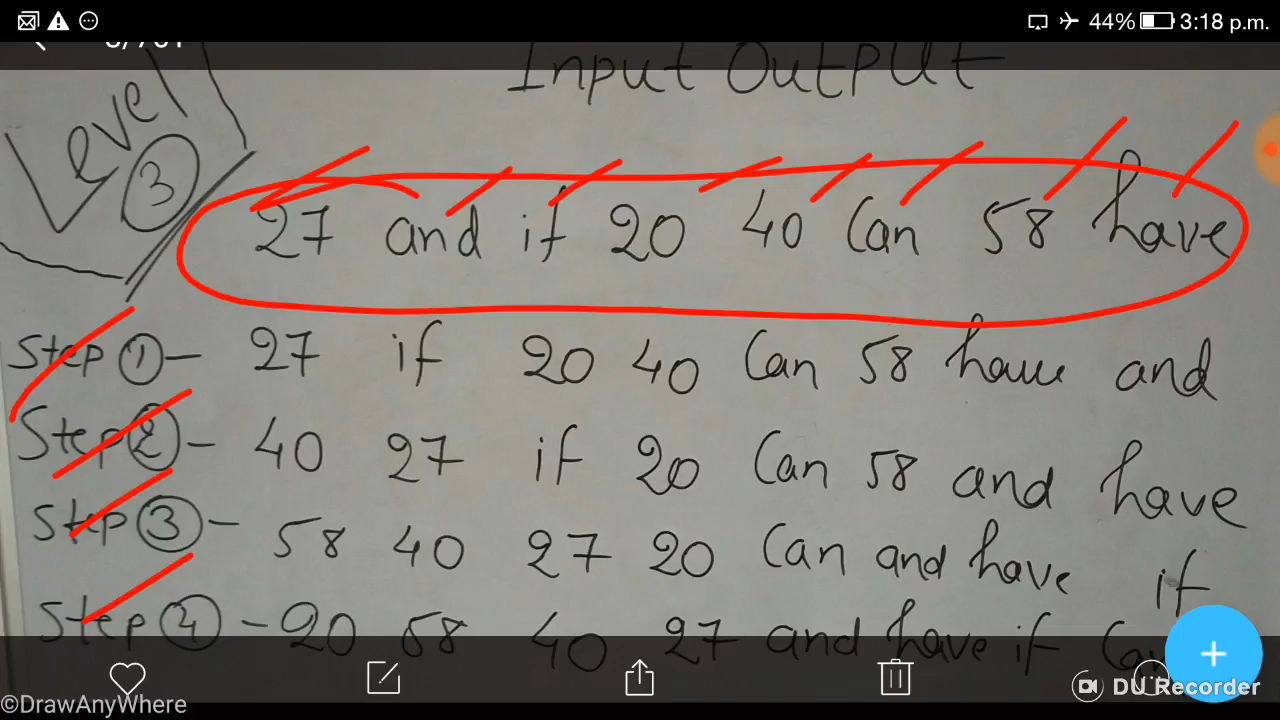 44% 3:18 p.m.
Input Output
Level
3
27 and if 20 40 Can 58 have
Step 1- 27 if 20 40 Can 58 have and
Step 2- 40 27 if 20 Can 58 and have
Step 3- 58 40 27 20 Can and have if
Step 4 -20 58 40 27 and have if
DU Recorder
©DrawAnyWhere